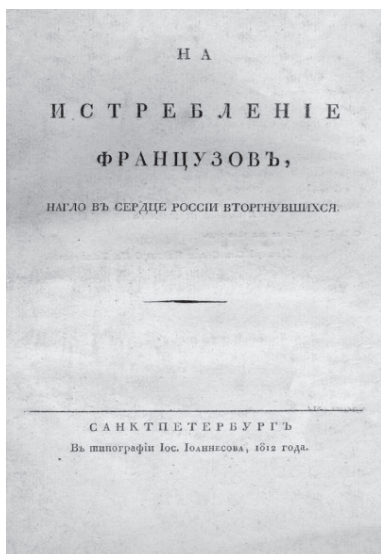 НА
ИСТРЕБЛЕНІЕ
ФРАНЦУЗОВЪ,
НАГЛО ВЪ СЕРДЦЕ РОССІИ ВТОРГНУВШИХСЯ.
САНКТПЕТЕРБУРГЪ
Въ типографіи Іос. Іоаннесова, 1812 года.